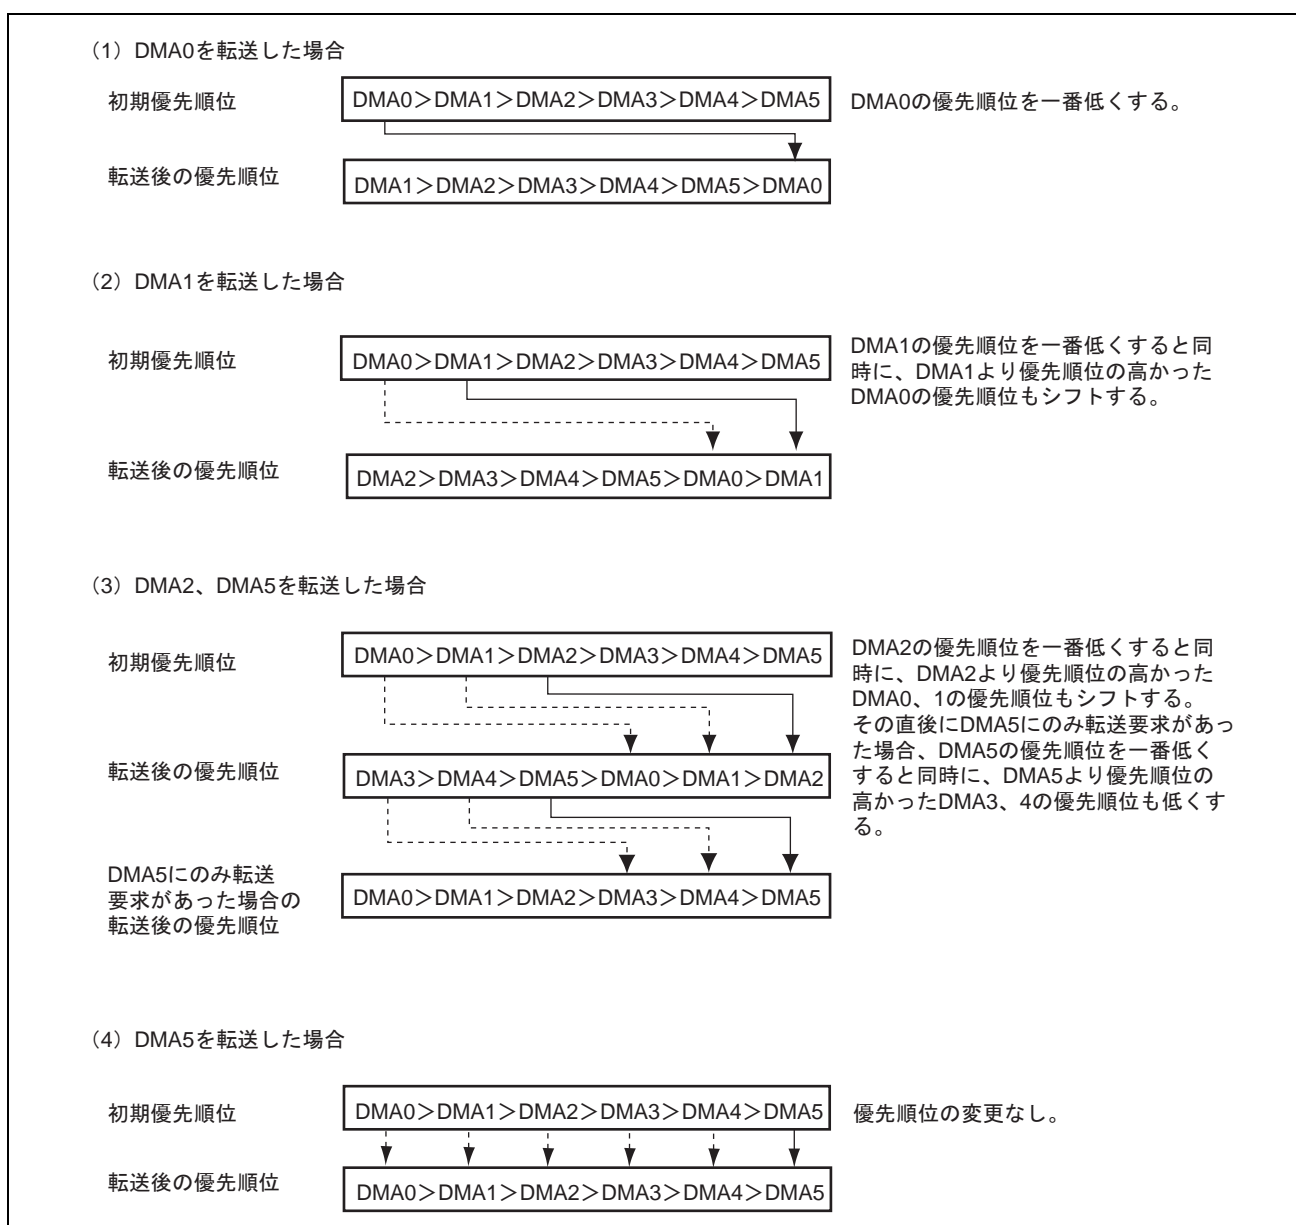 （1）DMA0を転送した場合
初期優先順位
DMA0＞DMA1＞DMA2＞DMA3＞DMA4＞DMA5
DMA0の優先順位を一番低くする。
転送後の優先順位
DMA1＞DMA2＞DMA3＞DMA4＞DMA5＞DMA0
（2）DMA1を転送した場合
初期優先順位
DMA0＞DMA1＞DMA2＞DMA3＞DMA4＞DMA5
DMA1の優先順位を一番低くすると同
時に、DMA1より優先順位の高かった
DMA0の優先順位もシフトする。
転送後の優先順位
DMA2＞DMA3＞DMA4＞DMA5＞DMA0＞DMA1
（3）DMA2、DMA5を転送した場合
初期優先順位
DMA0＞DMA1＞DMA2＞DMA3＞DMA4＞DMA5
DMA2の優先順位を一番低くすると同
時に、DMA2より優先順位の高かった
DMA0、1の優先順位もシフトする。
その直後にDMA5にのみ転送要求があっ
た場合、DMA5の優先順位を一番低く
すると同時に、DMA5より優先順位の
高かったDMA3、4の優先順位も低くす
る。
転送後の優先順位
DMA3＞DMA4＞DMA5＞DMA0＞DMA1＞DMA2
DMA5にのみ転送
要求があった場合の
転送後の優先順位
DMA0＞DMA1＞DMA2＞DMA3＞DMA4＞DMA5
（4）DMA5を転送した場合
初期優先順位
DMA0＞DMA1＞DMA2＞DMA3＞DMA4＞DMA5
優先順位の変更なし。
転送後の優先順位
DMA0＞DMA1＞DMA2＞DMA3＞DMA4＞DMA5